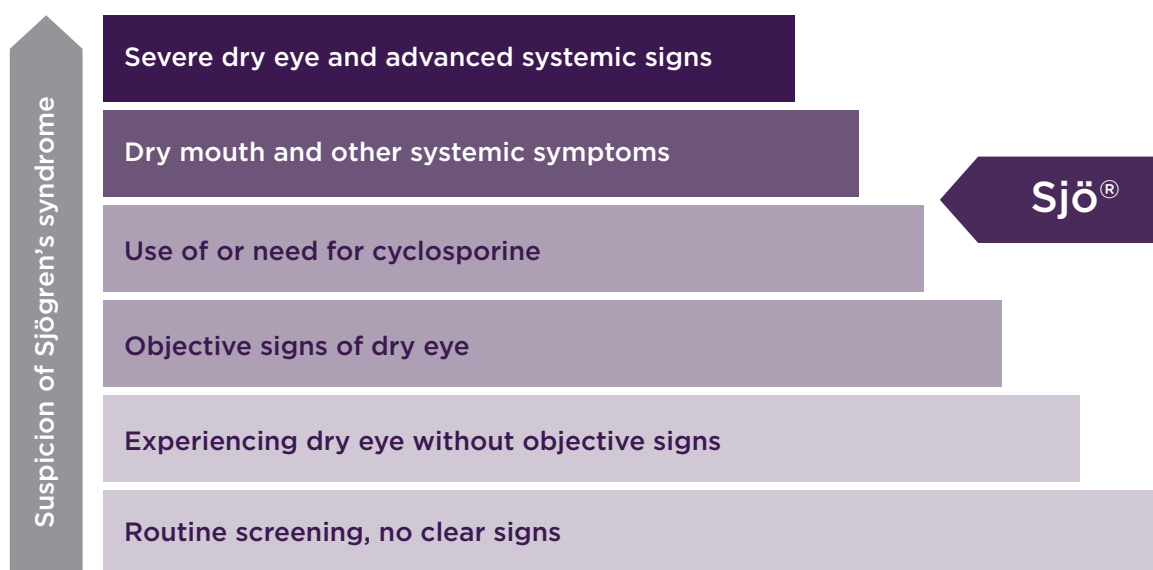 Suspicion of Sjögren's syndrome
Severe dry eye and advanced systemic signs
Dry mouth and other systemic symptoms
Sjö®
Use of or need for cyclosporine
Objective signs of dry eye
Experiencing dry eye without objective signs
Routine screening, no clear signs